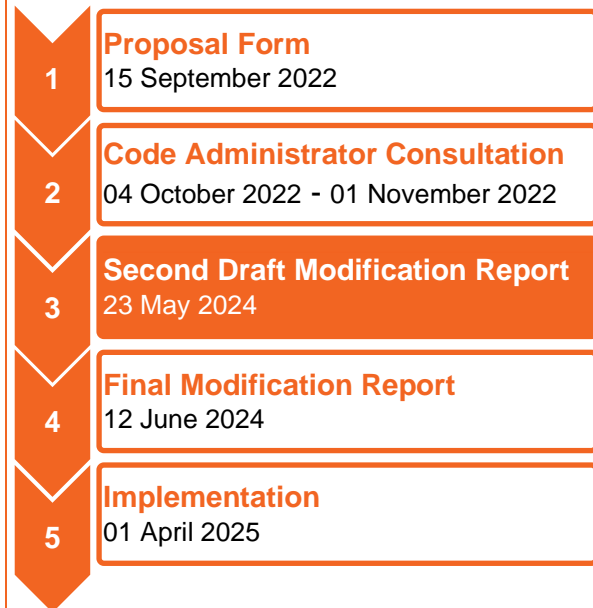 1
Proposal Form
15 September 2022
2
Code Administrator Consultation
04 October 2022 - 01 November 2022
3
Second Draft Modification Report
23 May 2024
4
Final Modification Report
12 June 2024
5
Implementation
01 April 2025